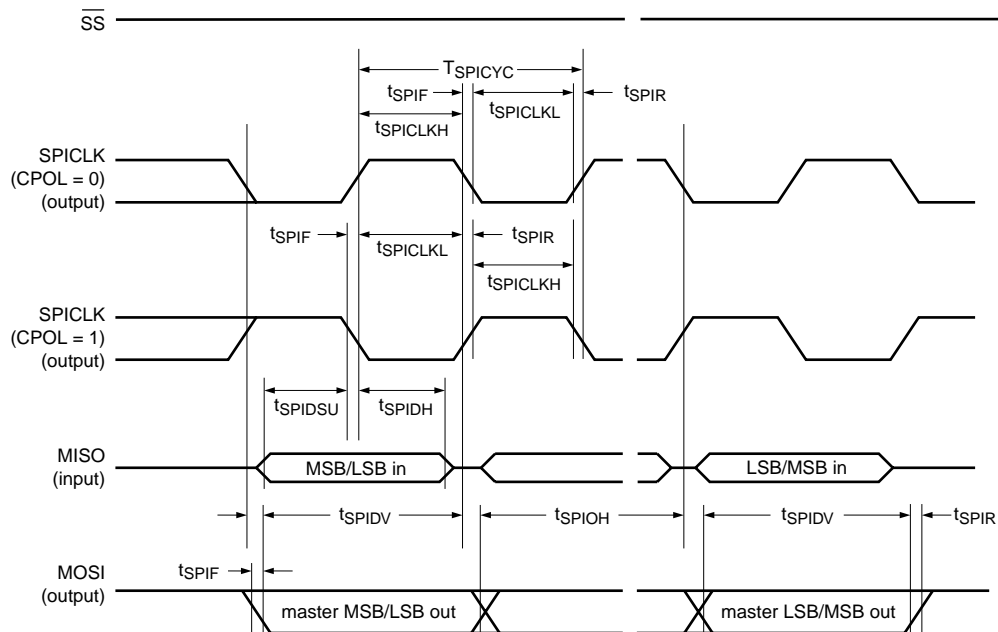 SS
TSPICYC
tSPIF
tSPICLKL
tSPIR
tSPICLKH
SPICLK
(CPOL = 0)
(output)
tSPIF
tSPICLKL
tSPIR
tSPICLKH
SPICLK
(CPOL = 1)
(output)
tSPIDSU
tSPIDH
MISO
(input)
MSB/LSB in
LSB/MSB in
tSPIDV
tSPIOH
tSPIDV
tSPIR
tSPIF
MOSI
(output)
master MSB/LSB out
master LSB/MSB out